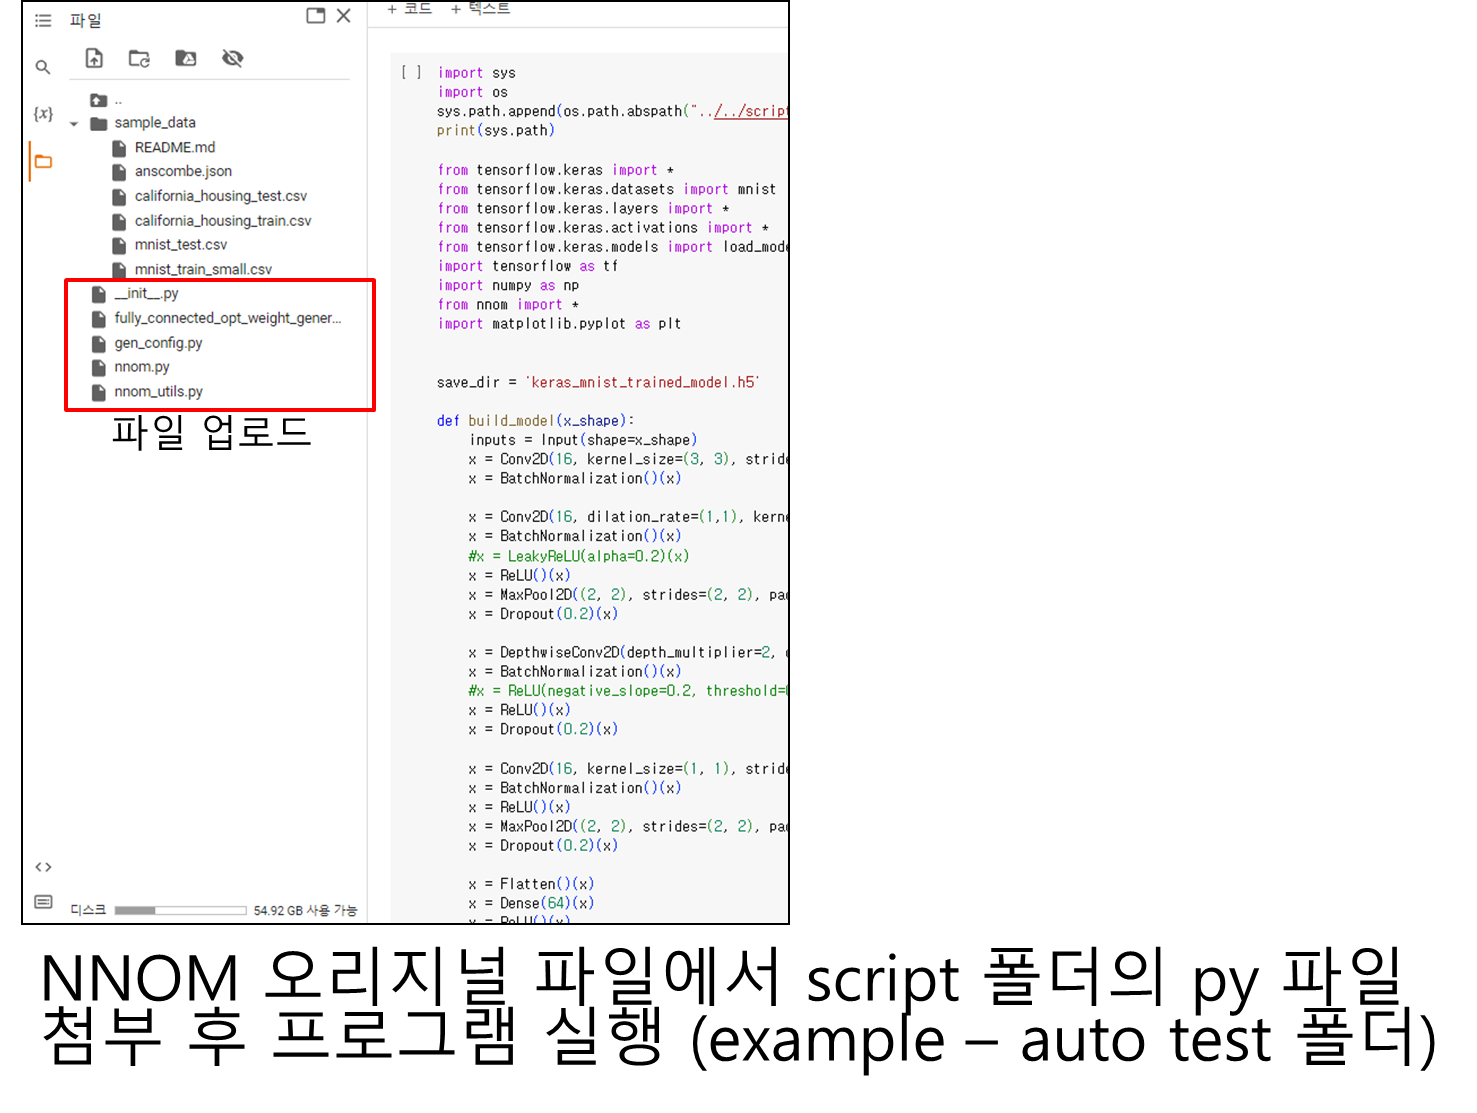 파일
+ 코드 + 텍스트
{x}
..
sample_data
README.md
anscombe.json
california_housing_test.csv
california_housing_train.csv
mnist_test.csv
mnist_train_small.csv
__init__.py
fully_connected_opt_weight_gener...
gen_config.py
nnom.py
nnom_utils.py
파일 업로드
<>
디스크 54.92 GB 사용 가능
[ ] import sys
import os
sys.path.append(os.path.abspath("../../script
print(sys.path)
from tensorflow.keras import *
from tensorflow.keras.datasets import mnist
from tensorflow.keras.layers import *
from tensorflow.keras.activations import *
from tensorflow.keras.models import load_mode
import tensorflow as tf
import numpy as np
from nnom import *
import matplotlib.pyplot as plt
save_dir = 'keras_mnist_trained_model.h5'
def build_model(x_shape):
inputs = Input(shape=x_shape)
x = Conv2D(16, kernel_size=(3, 3), stride
x = BatchNormalization()(x)
x = Conv2D(16, dilation_rate=(1,1), kerne
x = BatchNormalization()(x)
#x = LeakyReLU(alpha=0.2)(x)
x = ReLU()(x)
x = MaxPool2D((2, 2), strides=(2, 2), pad
x = Dropout(0.2)(x)
x = DepthwiseConv2D(depth_multiplier=2,
x = BatchNormalization()(x)
#x = ReLU(negative_slope=0.2, threshold=
x = ReLU()(x)
x = Dropout(0.2)(x)
x = Conv2D(16, kernel_size=(1, 1), stride
x = BatchNormalization()(x)
x = ReLU()(x)
x = MaxPool2D((2, 2), strides=(2, 2), pad
x = Dropout(0.2)(x)
x = Flatten()(x)
x = Dense(64)(x)
x = ReLU()(x)
NNOM 오리지널 파일에서 script 폴더의 py 파일
첨부 후 프로그램 실행 (example – auto test 폴더)